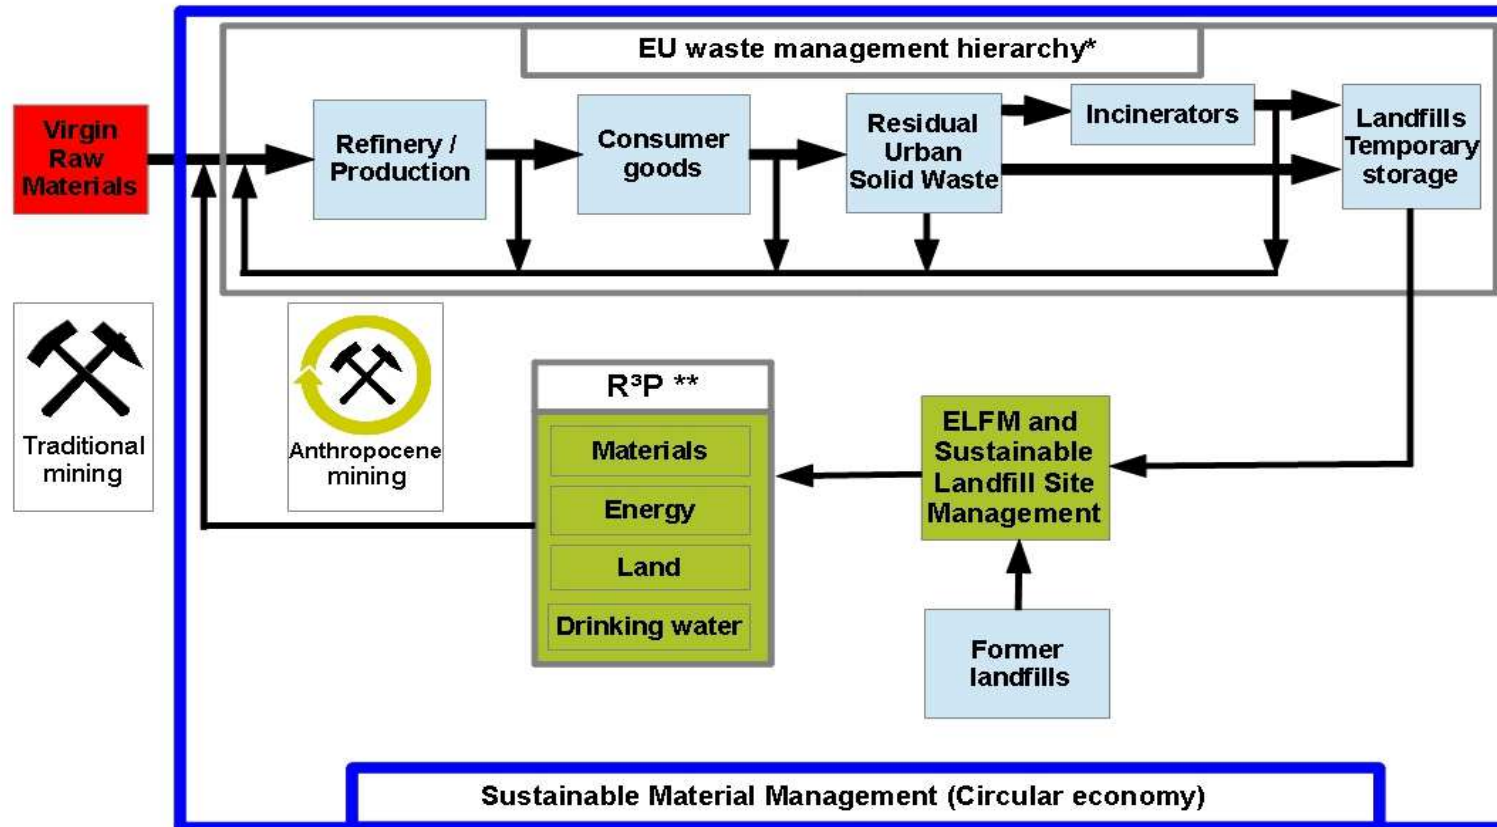 EU waste management hierarchy*
Virgin
Raw
Materials
Refinery /
Production
Consumer
goods
Residual
Urban
Solid Waste
Incinerators
Landfills
Temporary
storage
Traditional
mining
Anthropocene
mining
R³P **
Materials
Energy
Land
Drinking water
ELFM and
Sustainable
Landfill Site
Management
Former
landfills
Sustainable Material Management (Circular economy)